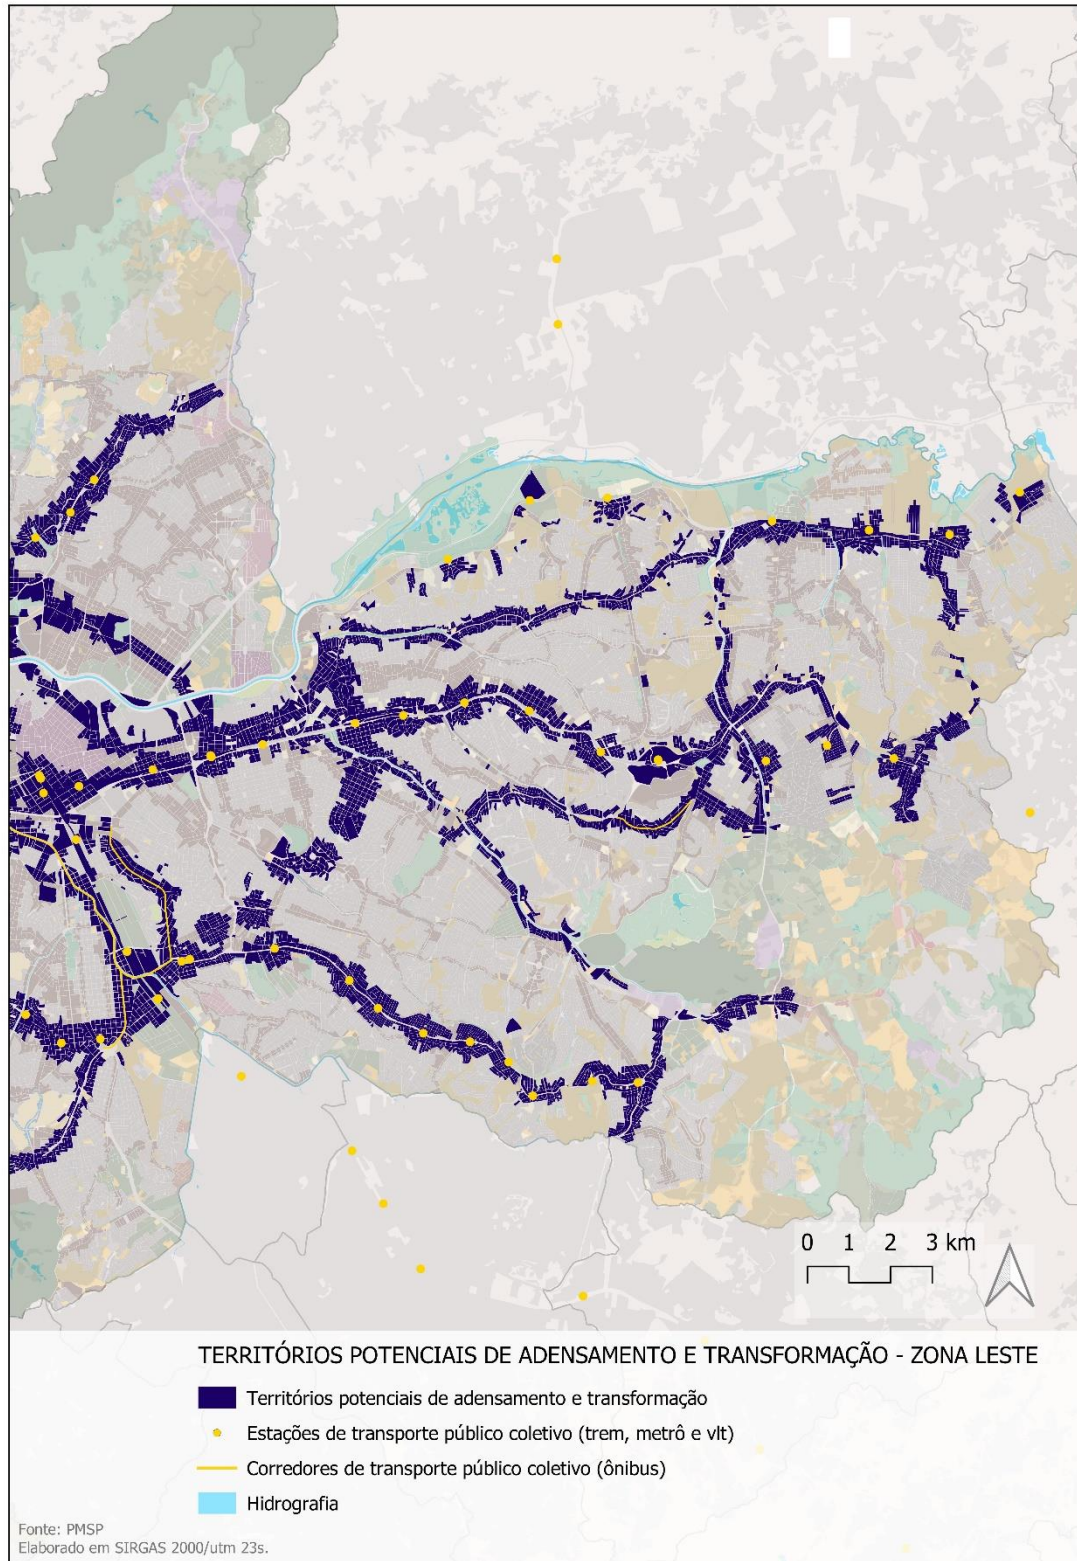 0 1 2 3 km
TERRITÓRIOS POTENCIAIS DE ADENSAMENTO E TRANSFORMAÇÃO - ZONA LESTE
Territórios potenciais de adensamento e transformação
Estações de transporte público coletivo (trem, metrô e vlt)
Corredores de transporte público coletivo (ônibus)
Hidrografia
Fonte: PMSP
Elaborado em SIRGAS 2000/utm 23s.